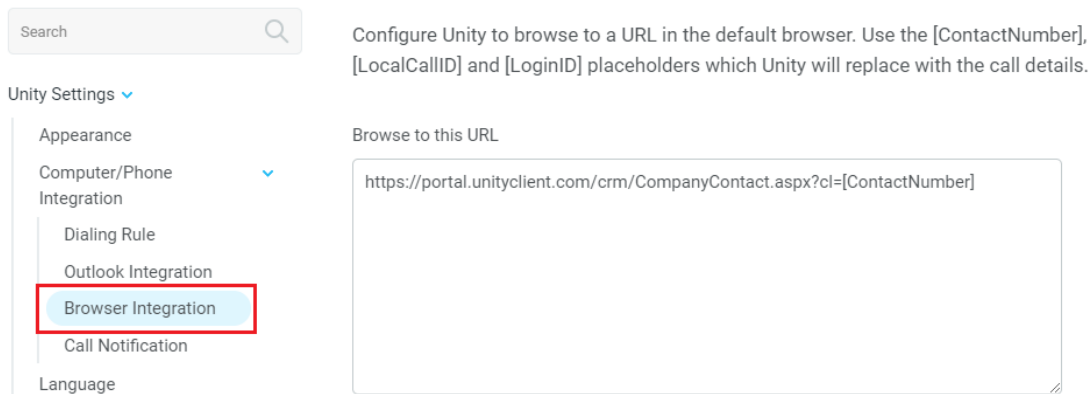 Search
Unity Settings
Appearance
Computer/Phone
Integration
Dialing Rule
Outlook Integration
Browser Integration
Call Notification
Language
Configure Unity to browse to a URL in the default browser. Use the [ContactNumber],
[LocalCallID] and [LoginID] placeholders which Unity will replace with the call details.
Browse to this URL
https://portal.unityclient.com/crm/CompanyContact.aspx?cl=[ContactNumber]